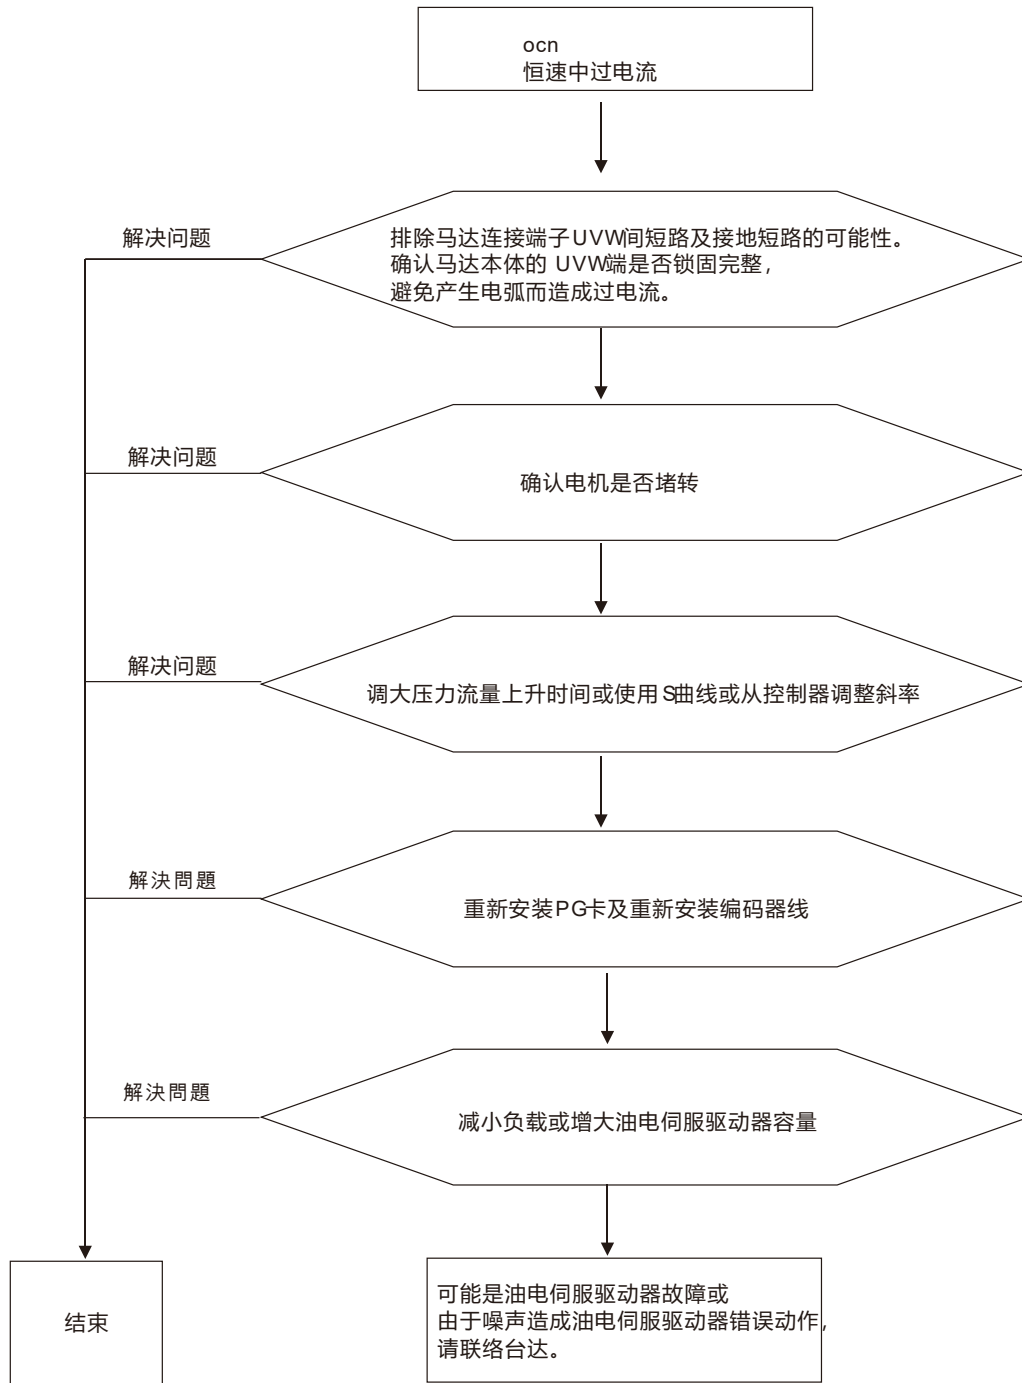 ocn
恒速中过电流
解决问题
排除马达连接端子UVW间短路及接地短路的可能性。
确认马达本体的 UVW端是否锁固完整，
避免产生电弧而造成过电流。
解决问题
确认电机是否堵转
解决问题
调大压力流量上升时间或使用S曲线或从控制器调整斜率
解決問題
重新安装PG卡及重新安装编码器线
解決問題
减小负载或增大油电伺服驱动器容量
结束
可能是油电伺服驱动器故障或
由于噪声造成油电伺服驱动器错误动作，
请联络台达。